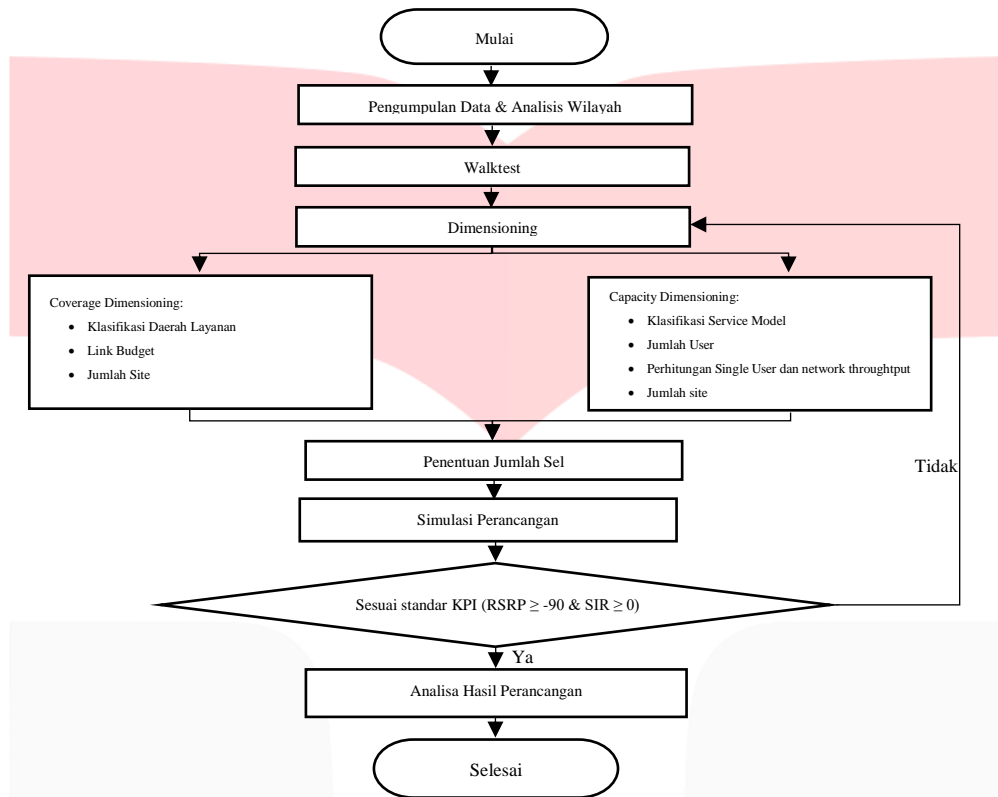 Mulai
Pengumpulan Data & Analisis Wilayah
Walktest
Dimensioning
Coverage Dimensioning:
• Klasifikasi Daerah Layanan
• Link Budget
• Jumlah Site
Capacity Dimensioning:
• Klasifikasi Service Model
• Jumlah User
• Perhitungan Single User dan network throughtput
• Jumlah site
Penentuan Jumlah Sel
Tidak
Simulasi Perancangan
Sesuai standar KPI (RSRP ≥ -90 & SIR ≥ 0)
Ya
Analisa Hasil Perancangan
Selesai